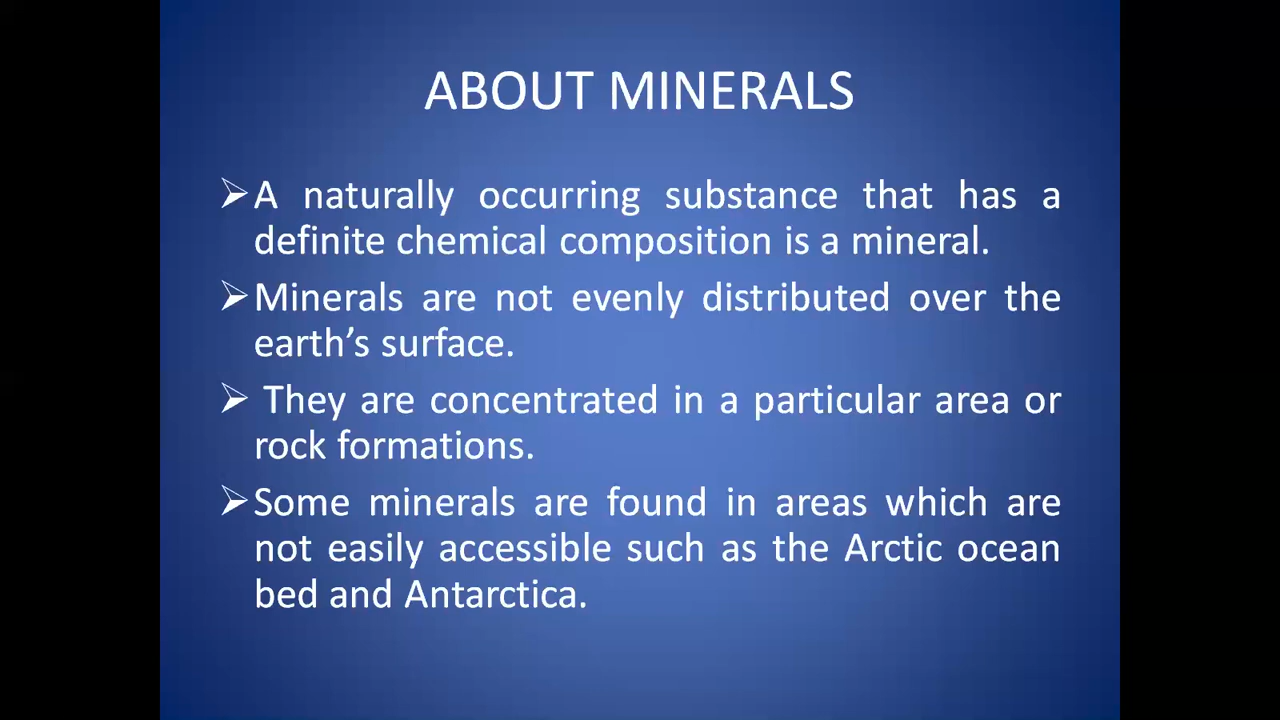 ABOUT MINERALS
➢A naturally occurring substance that has a
definite chemical composition is a mineral.
➢Minerals are not evenly distributed over the
earth’s surface.
➢ They are concentrated in a particular area or
rock formations.
➢Some minerals are found in areas which are
not easily accessible such as the Arctic ocean
bed and Antarctica.